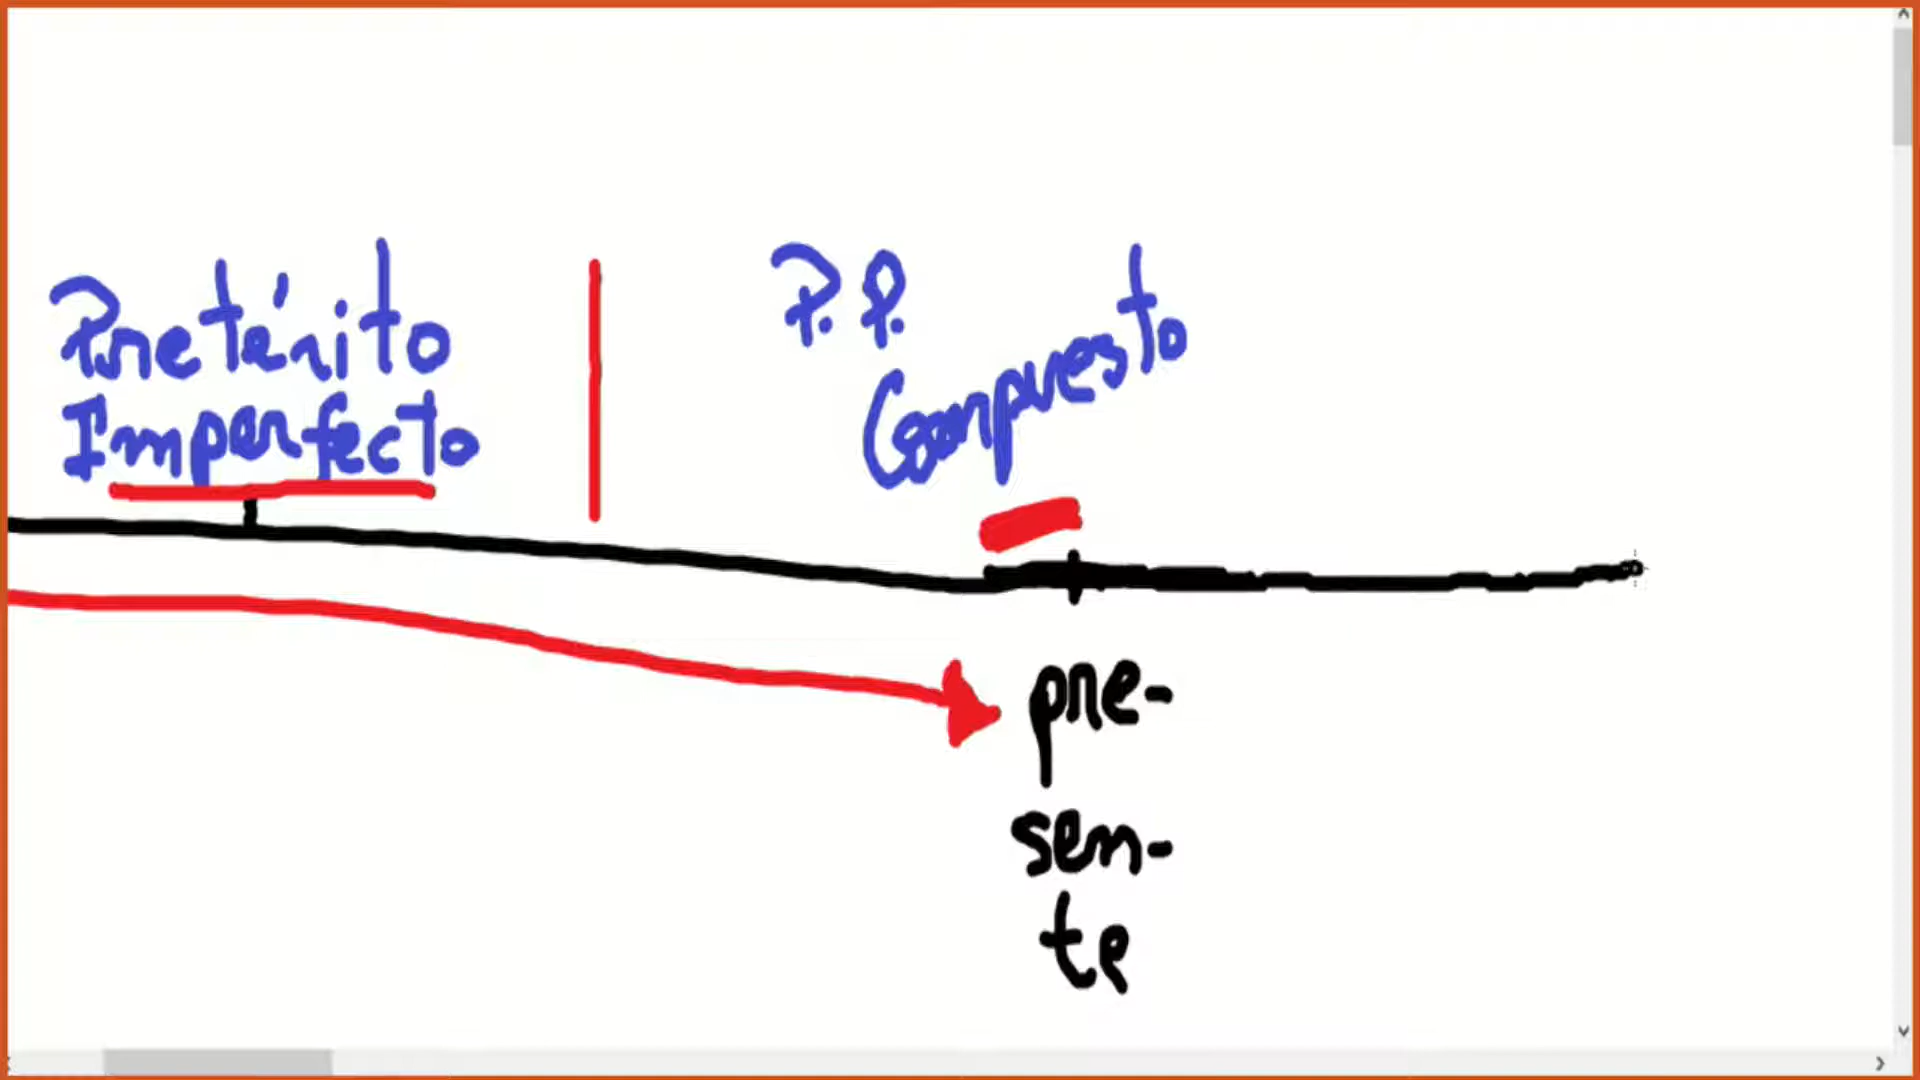 Pretérito
Imperfecto
P.P.
Compuesto
pre-
sen-
te